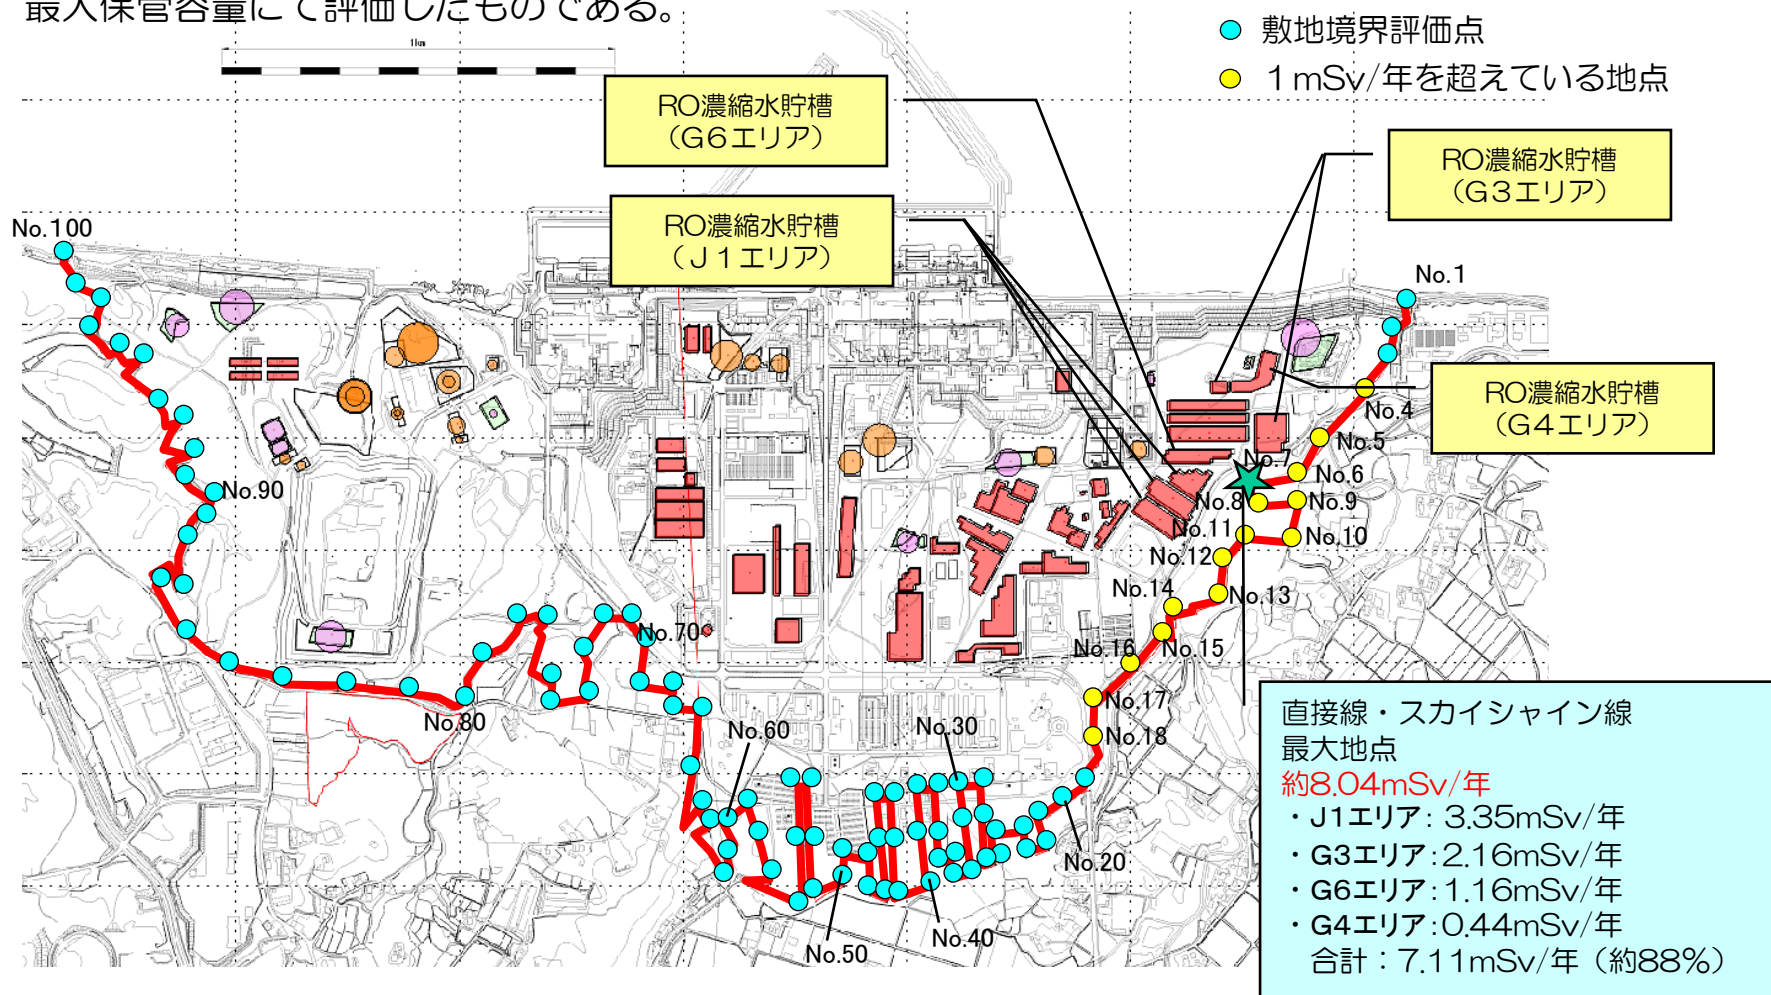 最大保管容量にて評価したものである。
敷地境界評価点
1mSv/年を超えている地点
1km
RO濃縮水貯槽
（G6エリア）
RO濃縮水貯槽
（G3エリア）
RO濃縮水貯槽
（J1エリア）
RO濃縮水貯槽
（G4エリア）
No.100
No.1
No.4
No.5
No.7
No.6
No.8
No.9
No.90
No.11
No.10
No.12
No.14
No.13
No.70
No.16
No.15
No.17
No.80
No.60
No.30
No.18
No.20
No.40
No.50
直接線・スカイシャイン線
最大地点
約8.04mSv/年
・J1エリア：3.35mSv/年
・G3エリア：2.16mSv/年
・G6エリア：1.16mSv/年
・G4エリア：0.44mSv/年
合計：7.11mSv/年（約88%）